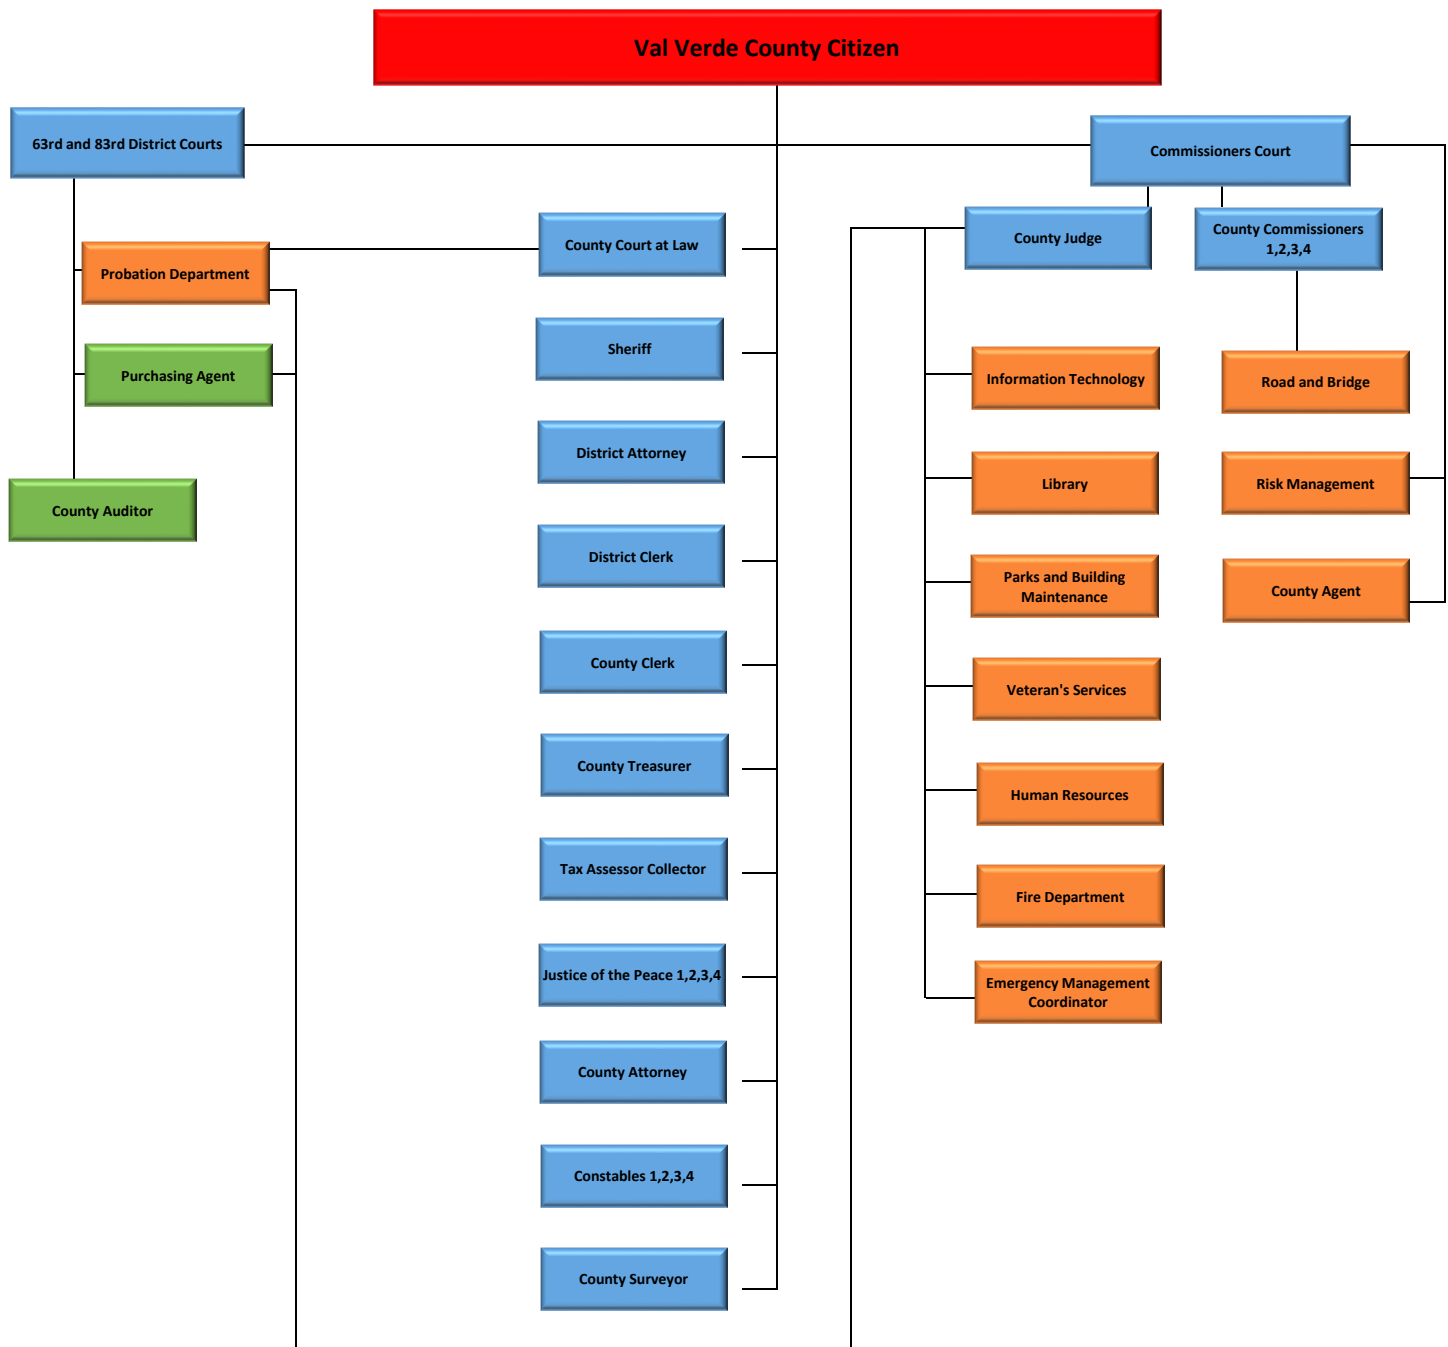 Val Verde County Citizen
63rd and 83rd District Courts
Commissioners Court
County Court at Law
County Judge
County Commissioners
1,2,3,4
Probation Department
Sheriff
Purchasing Agent
Information Technology
Road and Bridge
District Attorney
Library
Risk Management
County Auditor
District Clerk
Parks and Building
Maintenance
County Agent
County Clerk
Veteran's Services
County Treasurer
Human Resources
Tax Assessor Collector
Fire Department
Justice of the Peace 1,2,3,4
Emergency Management
Coordinator
County Attorney
Constables 1,2,3,4
County Surveyor